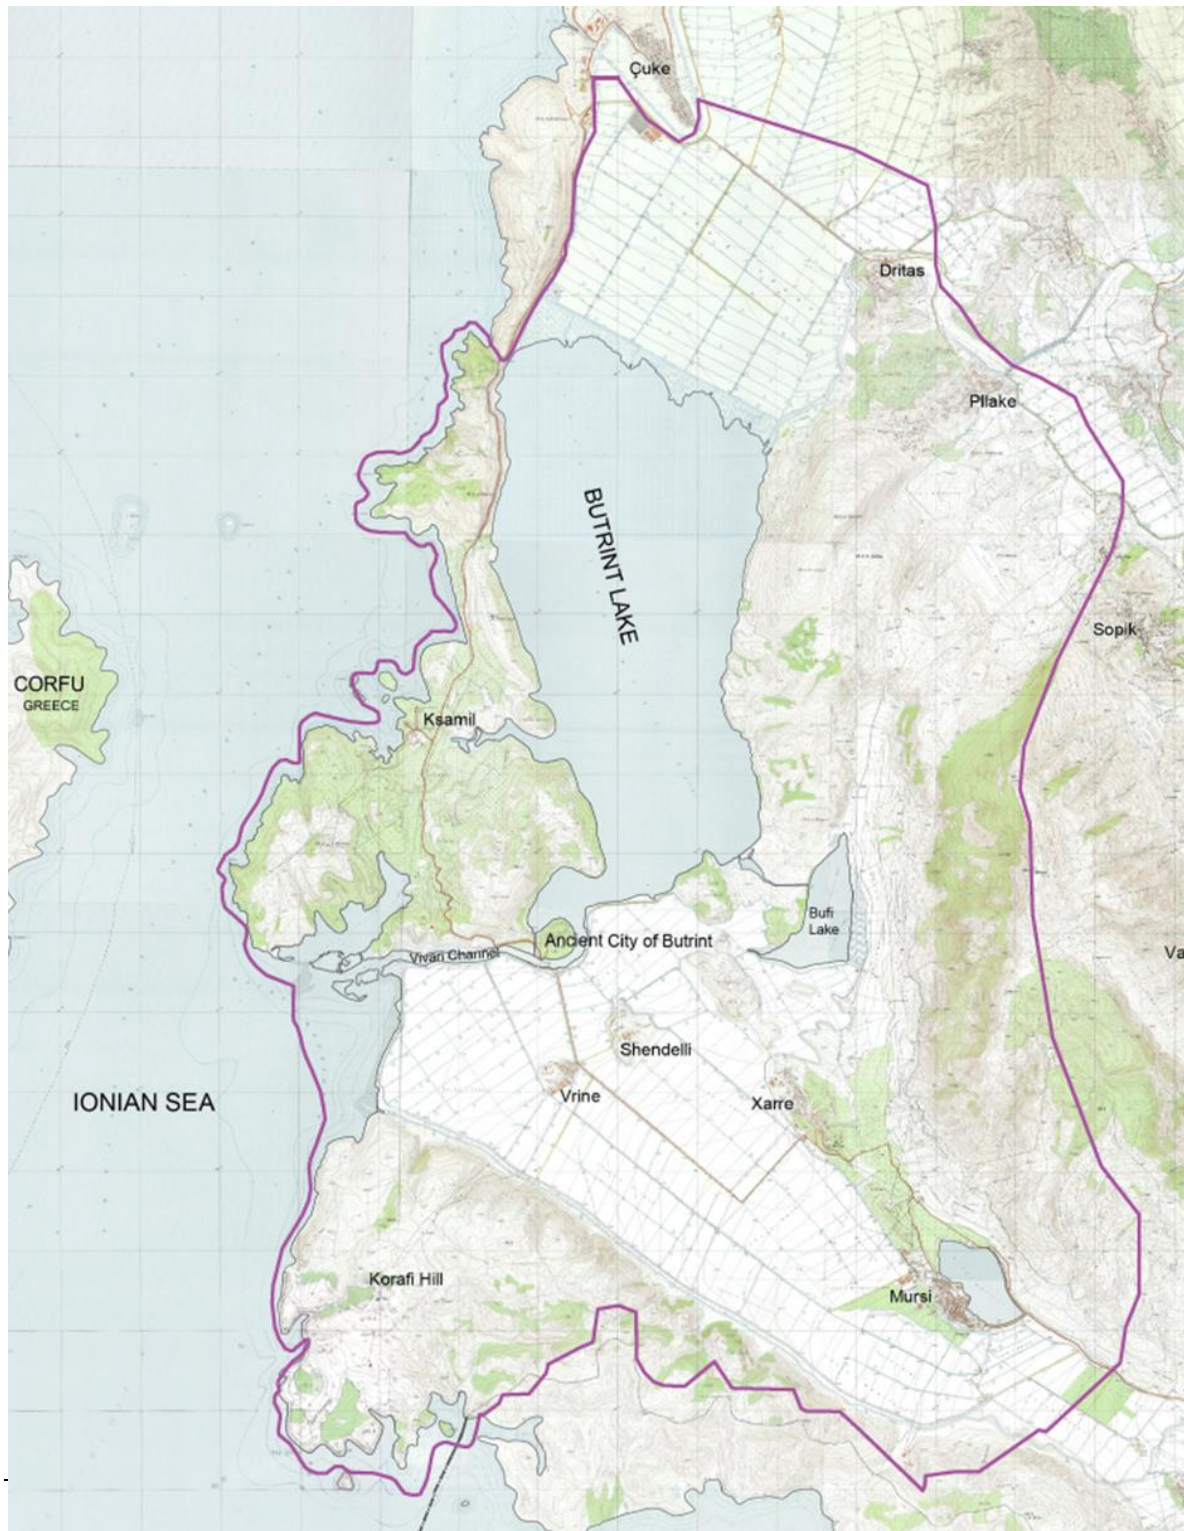 Çuke
Dritas
Pllake
BUTRINT LAKE
Sopik
CORFU
GREECE
Ksamil
Bufi
Lake
Ancient City of Butrint
Va
Vivari Channel
Shendelli
IONIAN SEA
Vrine
Xarre
Korafi Hill
Mursi